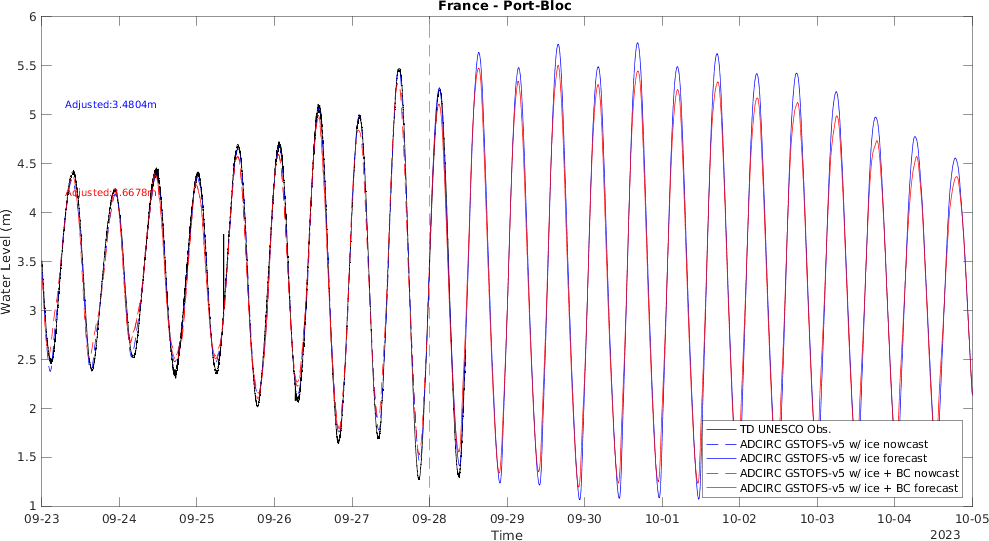 France - Port-Bloc
6
5.5
5
4.5
4
3.5
3
2.5
2
1.5
1
Water Level (m)
Adjusted:3.4804m
Adjusted: .6678m
TD UNESCO Obs.
ADCIRC GSTOFS-v5 w/ ice nowcast
ADCIRC GSTOFS-v5 w/ ice forecast
ADCIRC GSTOFS-v5 w/ ice + BC nowcast
ADCIRC GSTOFS-v5 w/ ice + BC forecast
09-23 09-24 09-25 09-26 09-27 09-28 09-29 09-30 10-01 10-02 10-03 10-04 10-05
Time
2023